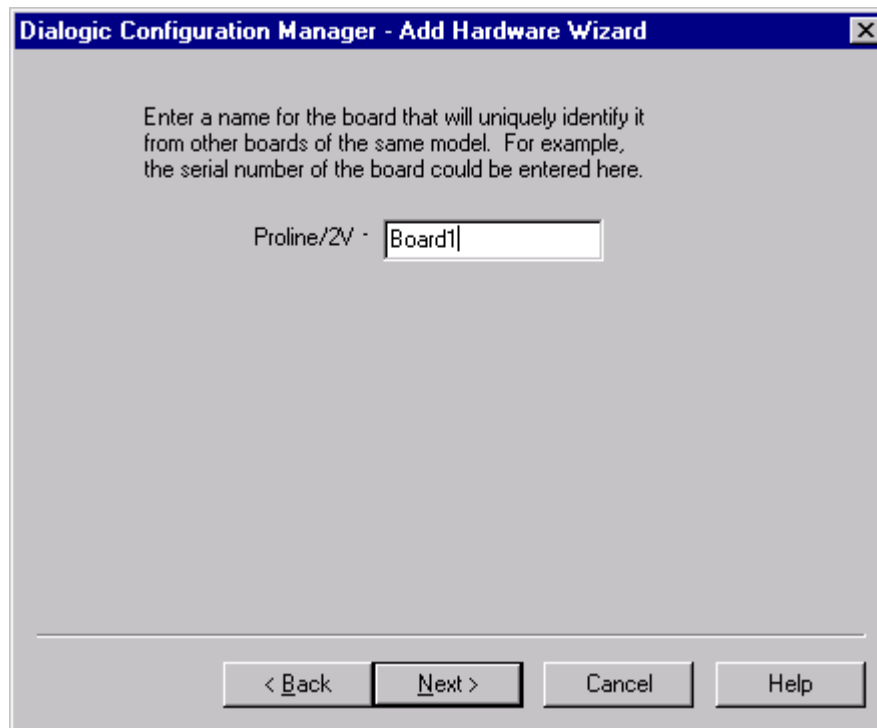 Dialogic Configuration Manager - Add Hardware Wizard
Enter a name for the board that will uniquely identify it
from other boards of the same model.  For example,
the serial number of the board could be entered here.
Proline/2V - Board1
< Back Next > Cancel Help